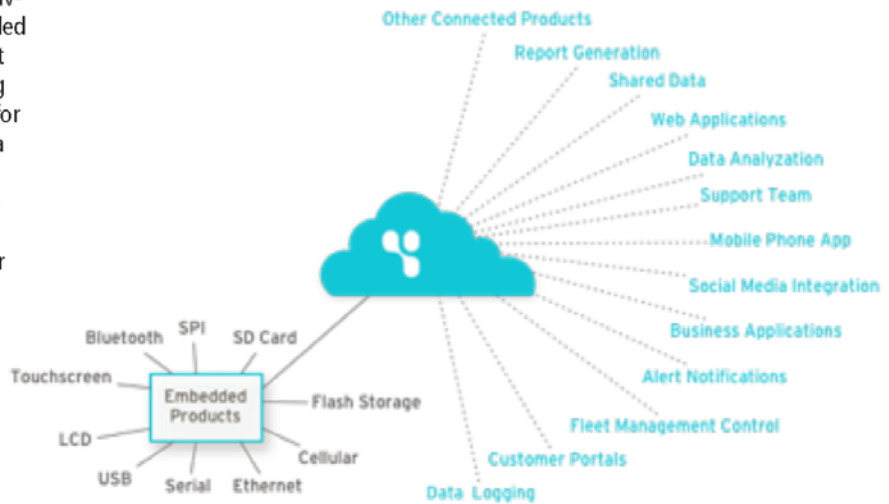 Other Connected Products
Report Generation
Shared Data
Web Applications
Data Analyzation
Support Team
Mobile Phone App
Social Media Integration
Business Applications
Alert Notifications
Fleet Management Control
Customer Portals
Data Logging
SPI
Bluetooth
SD Card
Touchscreen
Embedded
Products
Flash Storage
LCD
Cellular
USB
Serial
Ethernet